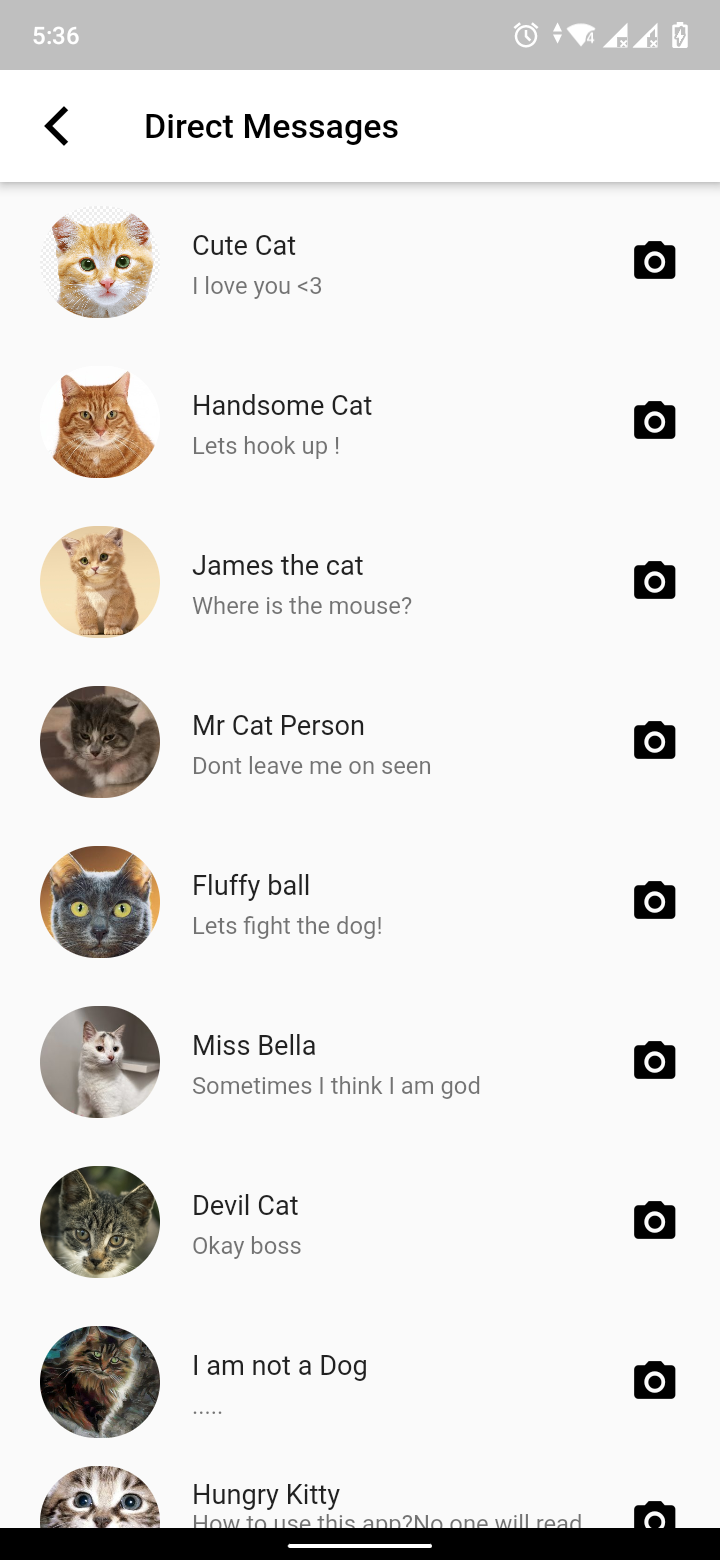 5:36
4
Direct Messages
Cute Cat
I love you <3
Handsome Cat
Lets hook up !
James the cat
Where is the mouse?
Mr Cat Person
Dont leave me on seen
Fluffy ball
Lets fight the dog!
Miss Bella
Sometimes I think I am god
Devil Cat
Okay boss
I am not a Dog
.....
Hungry Kitty
How to use this app?No one will read